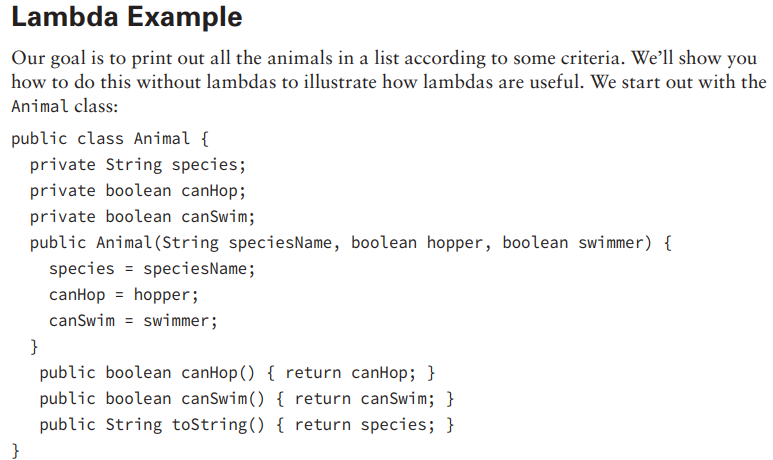 Lambda Example
Our goal is to print out all the animals in a list according to some criteria. We’ll show you
how to do this without lambdas to illustrate how lambdas are useful. We start out with the
Animal class:
public class Animal {
  private String species;
  private boolean canHop;
  private boolean canSwim;
  public Animal(String speciesName, boolean hopper, boolean swimmer) {
    species = speciesName;
    canHop = hopper;
    canSwim = swimmer;
  }
   public boolean canHop() { return canHop; }
   public boolean canSwim() { return canSwim; }
   public String toString() { return species; }
}